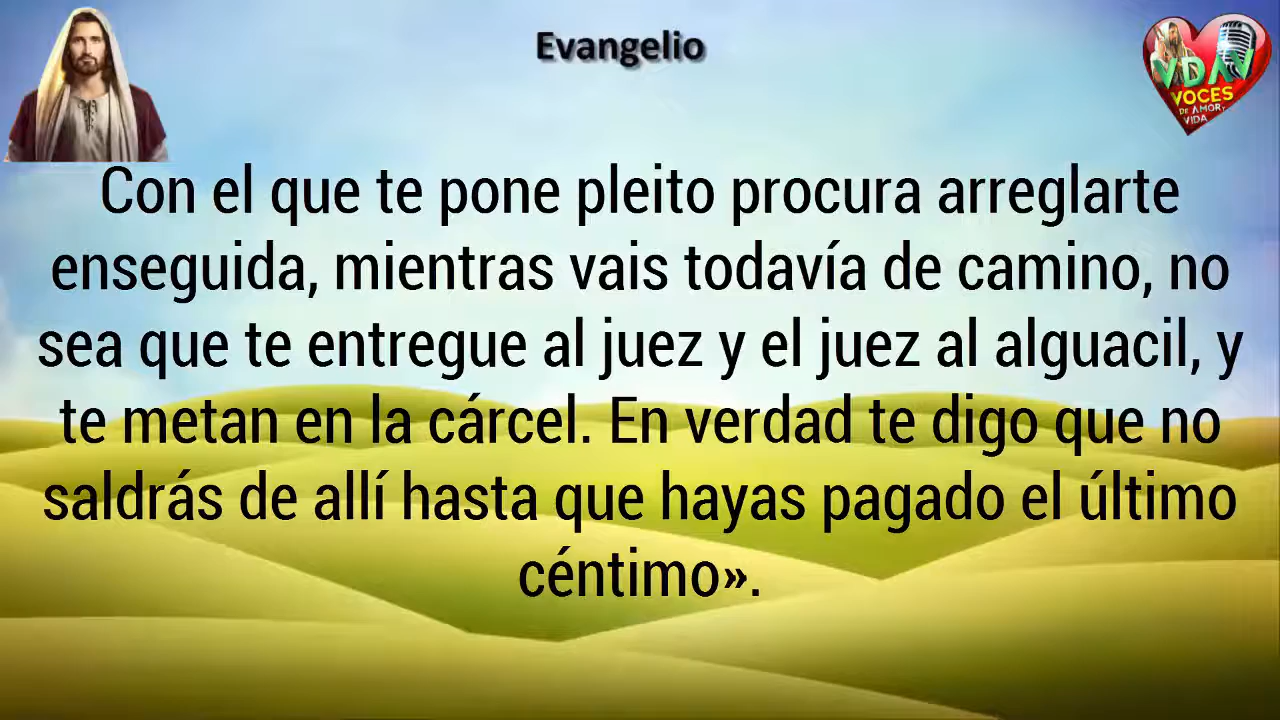 Evangelio
VDAV
VOCES
DE AMOR Y
VIDA
Con el que te pone pleito procura arreglarte
enseguida, mientras vais todavía de camino, no
sea que te entregue al juez y el juez al alguacil, y
te metan en la cárcel. En verdad te digo que no
saldrás de allí hasta que hayas pagado el último
céntimo».